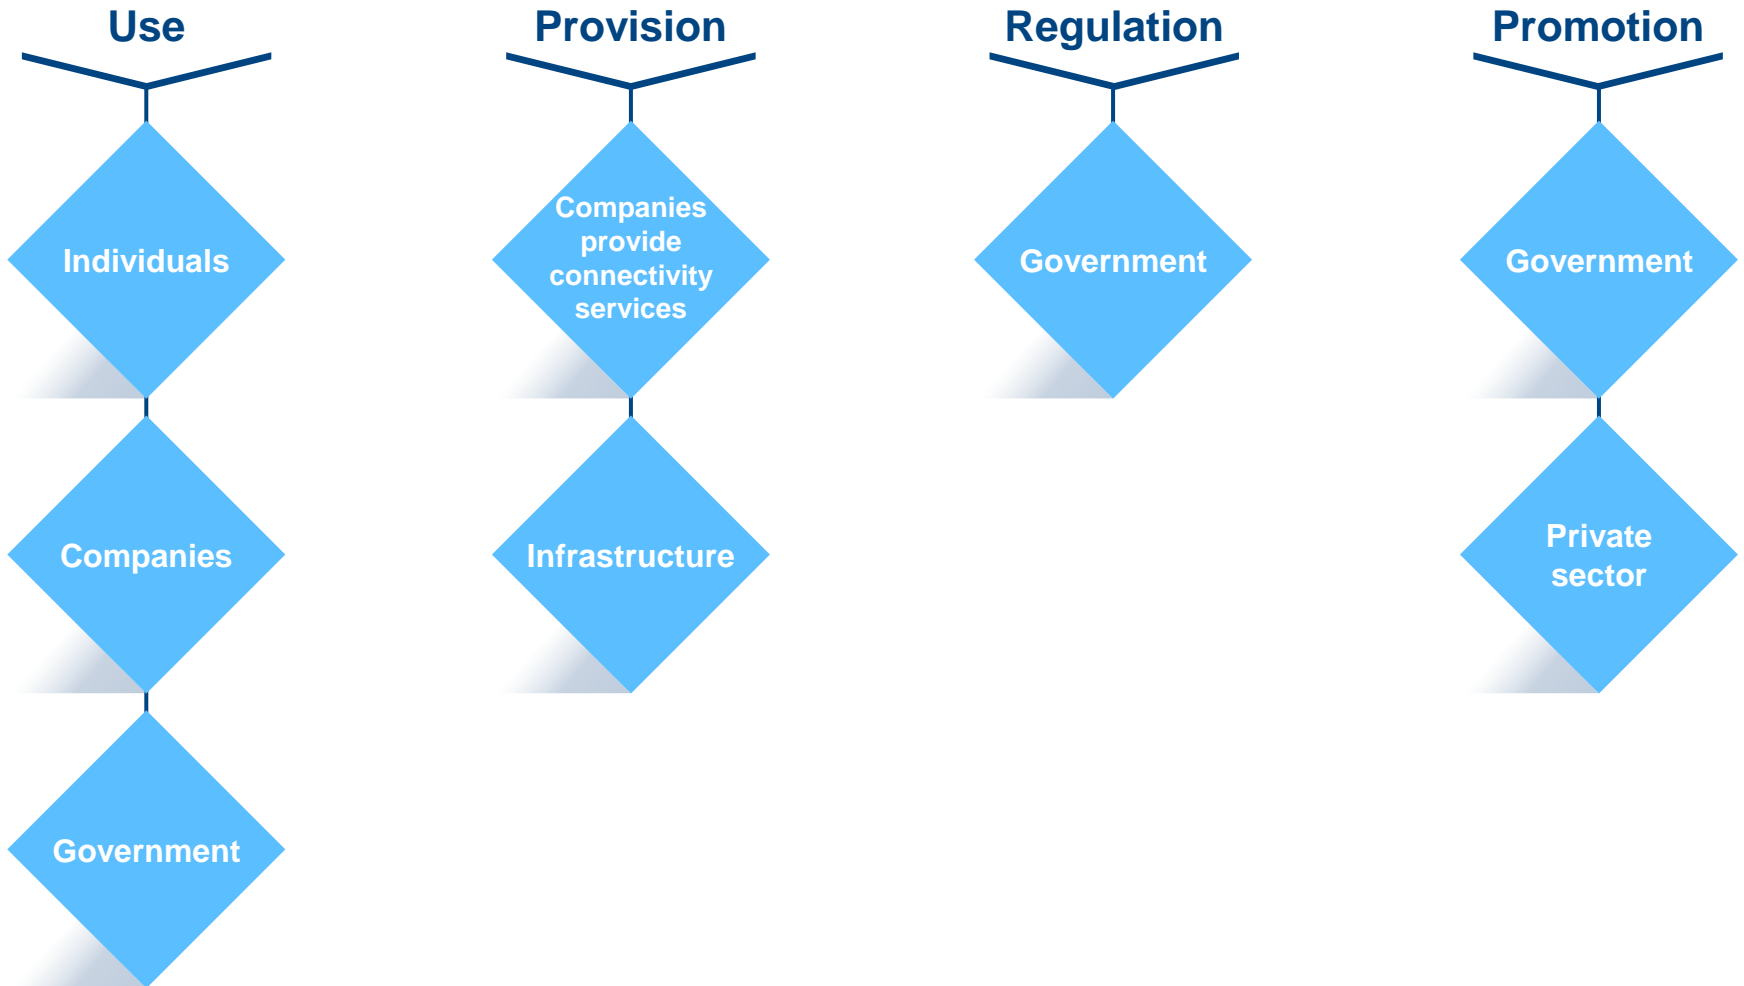 Use
Individuals
Companies
Government
Provision
Companies
provide
connectivity
services
Infrastructure
Regulation
Government
Promotion
Government
Private
sector